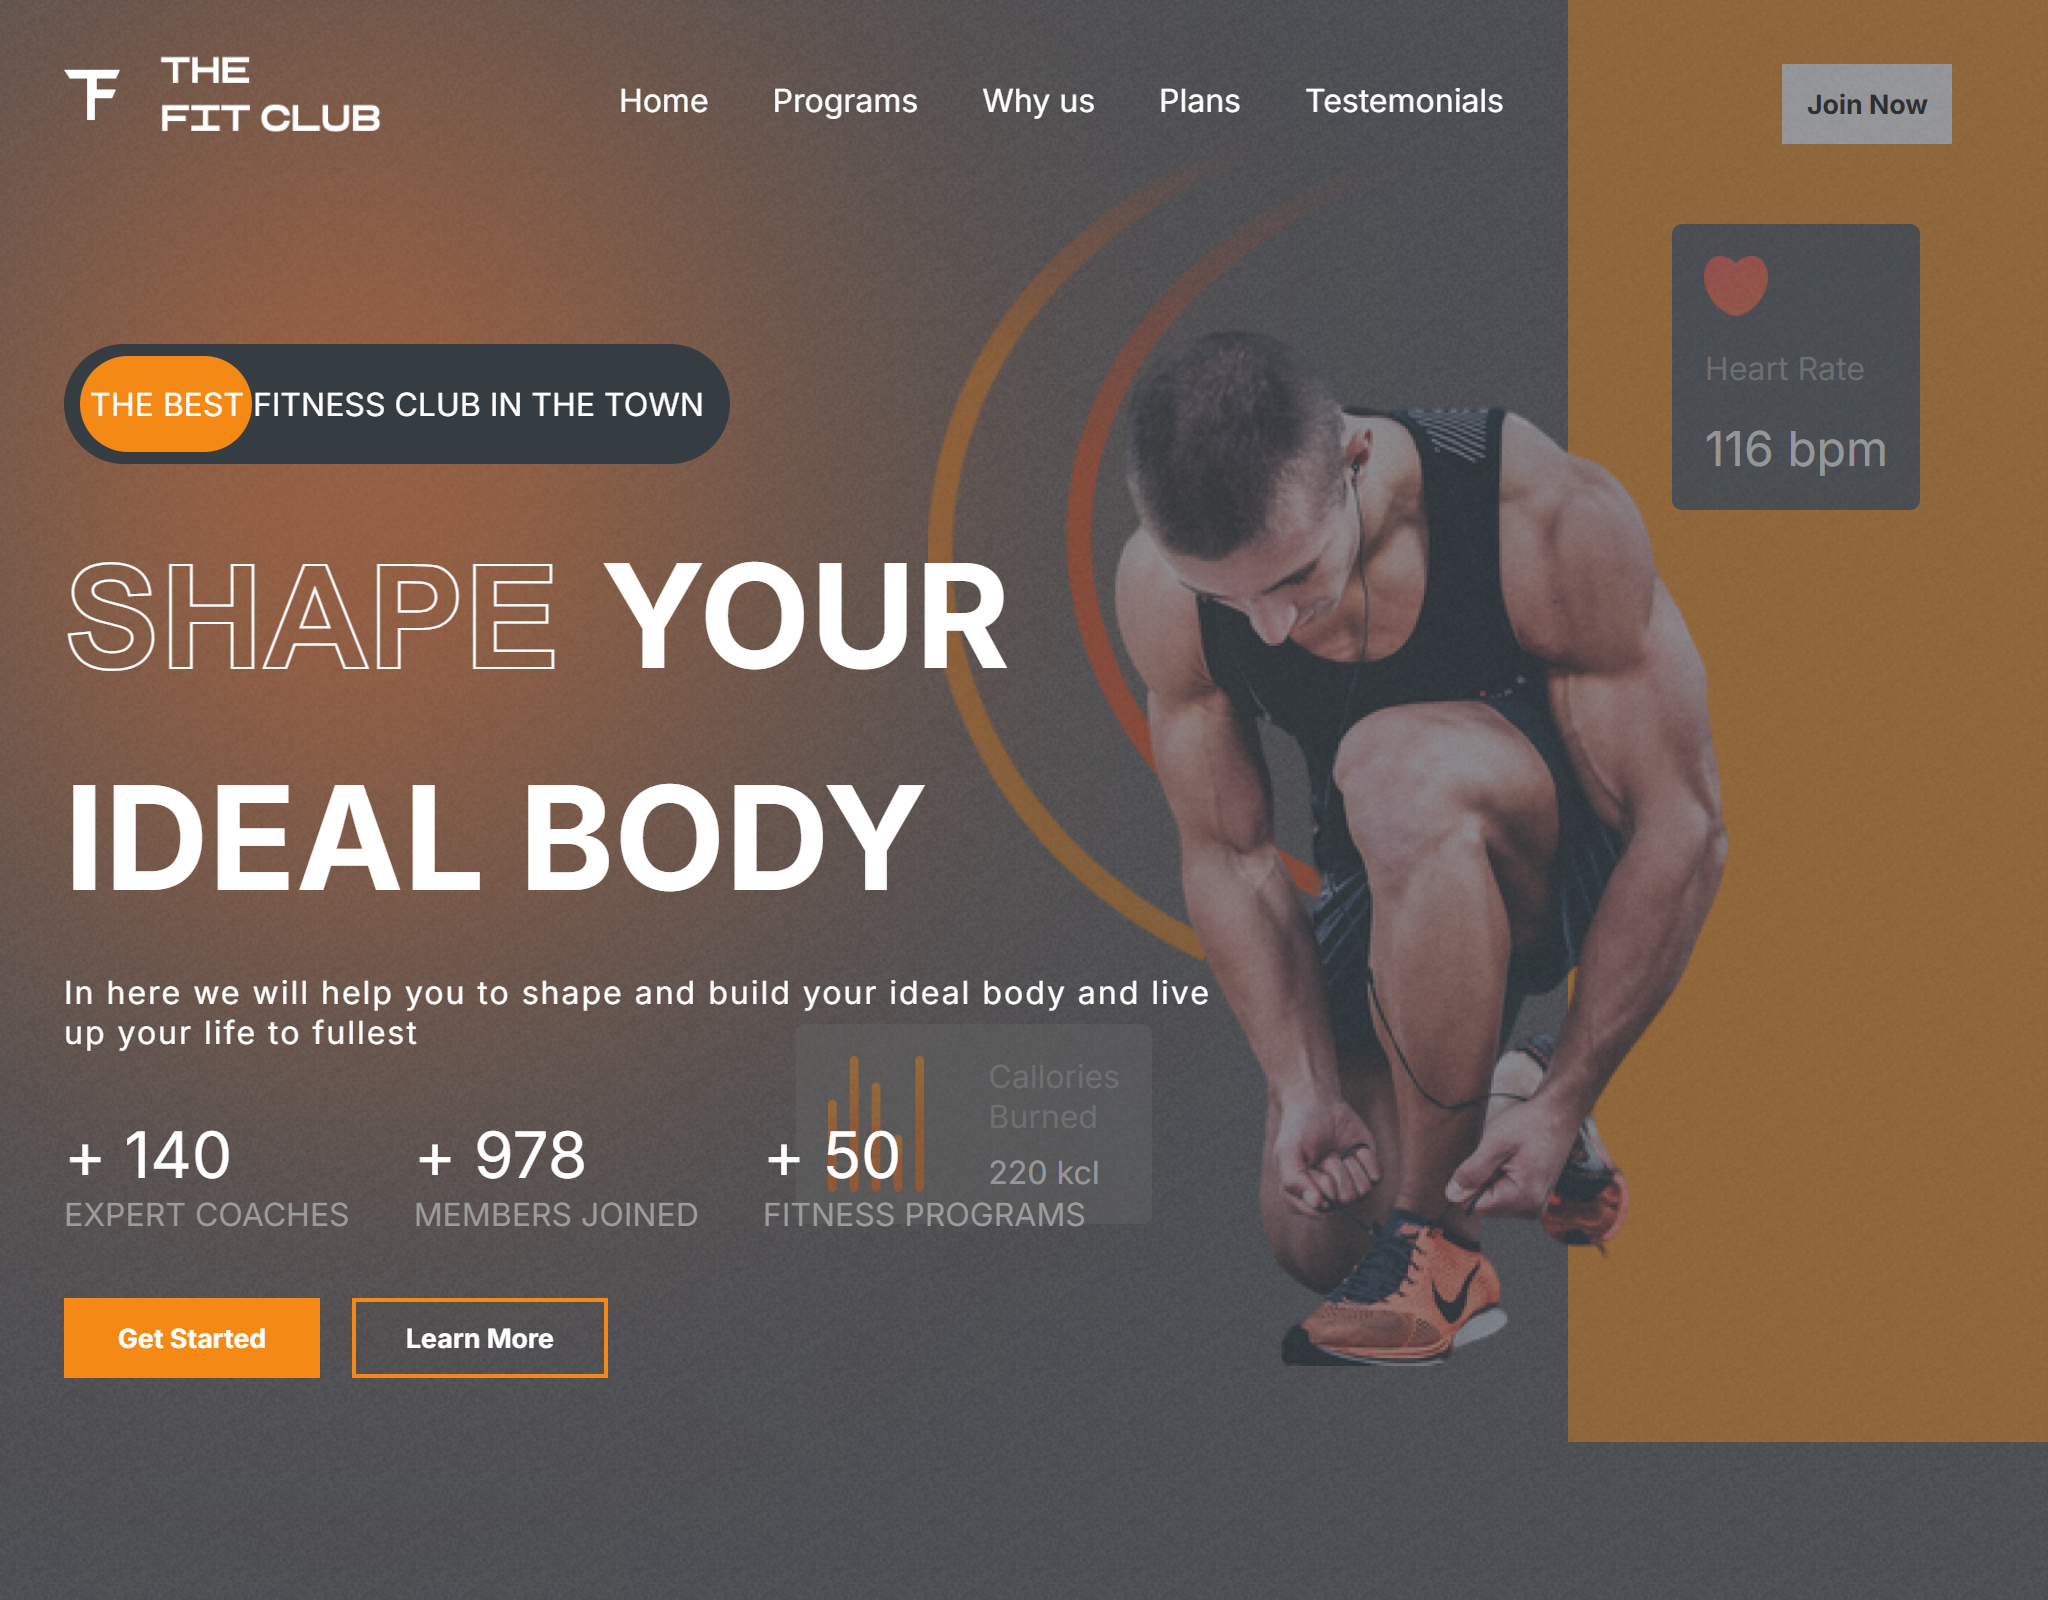 THE
FIT CLUB
Home Programs Why us Plans Testemonials
Join Now
Heart Rate
116 bpm
THE BEST FITNESS CLUB IN THE TOWN
SHAPE YOUR
IDEAL BODY
In here we will help you to shape and build your ideal body and live
up your life to fullest
Callories
Burned
220 kcl
+ 140
EXPERT COACHES
+ 978
MEMBERS JOINED
+ 50
FITNESS PROGRAMS
Get Started
Learn More